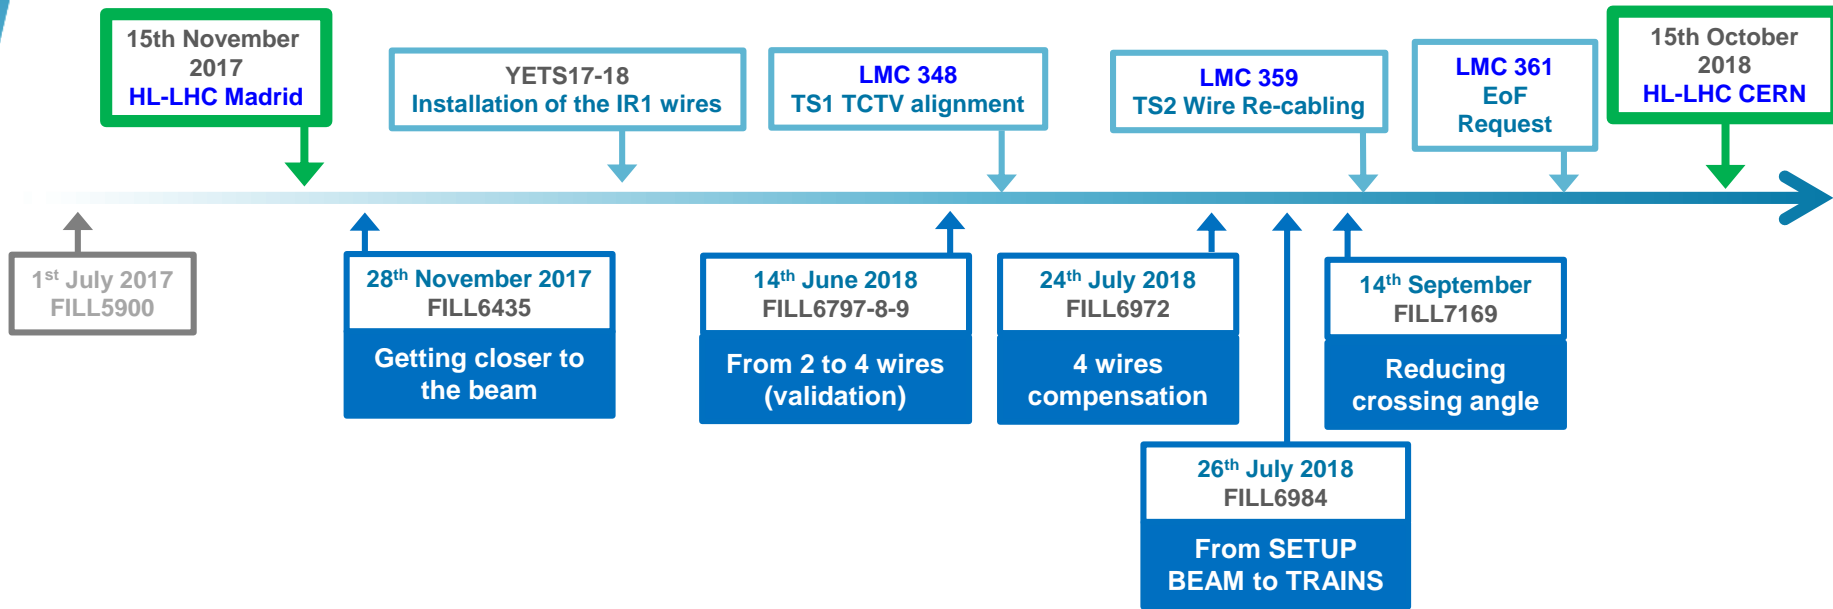 15th November
2017
HL-LHC Madrid
YETS17-18
Installation of the IR1 wires
LMC 348
TS1 TCTV alignment
LMC 359
TS2 Wire Re-cabling
LMC 361
EoF
Request
15th October
2018
HL-LHC CERN
1st July 2017
FILL5900
28th November 2017
FILL6435
Getting closer to
the beam
14th June 2018
FILL6797-8-9
From 2 to 4 wires
(validation)
24th July 2018
FILL6972
4 wires
compensation
26th July 2018
FILL6984
From SETUP
BEAM to TRAINS
14th September
FILL7169
Reducing
crossing angle